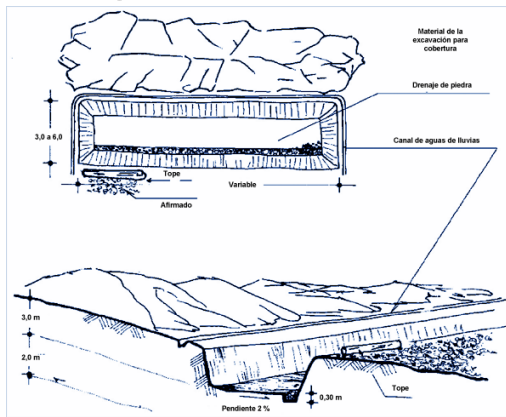 Material de la
excavación para
cobertura
Drenaje de piedra
3,0 a 6,0
Canal de aguas de lluvias
Tope
Variable
Afirmado
3,0 m
2,0 m
Tope
0,30 m
Pendiente 2 %